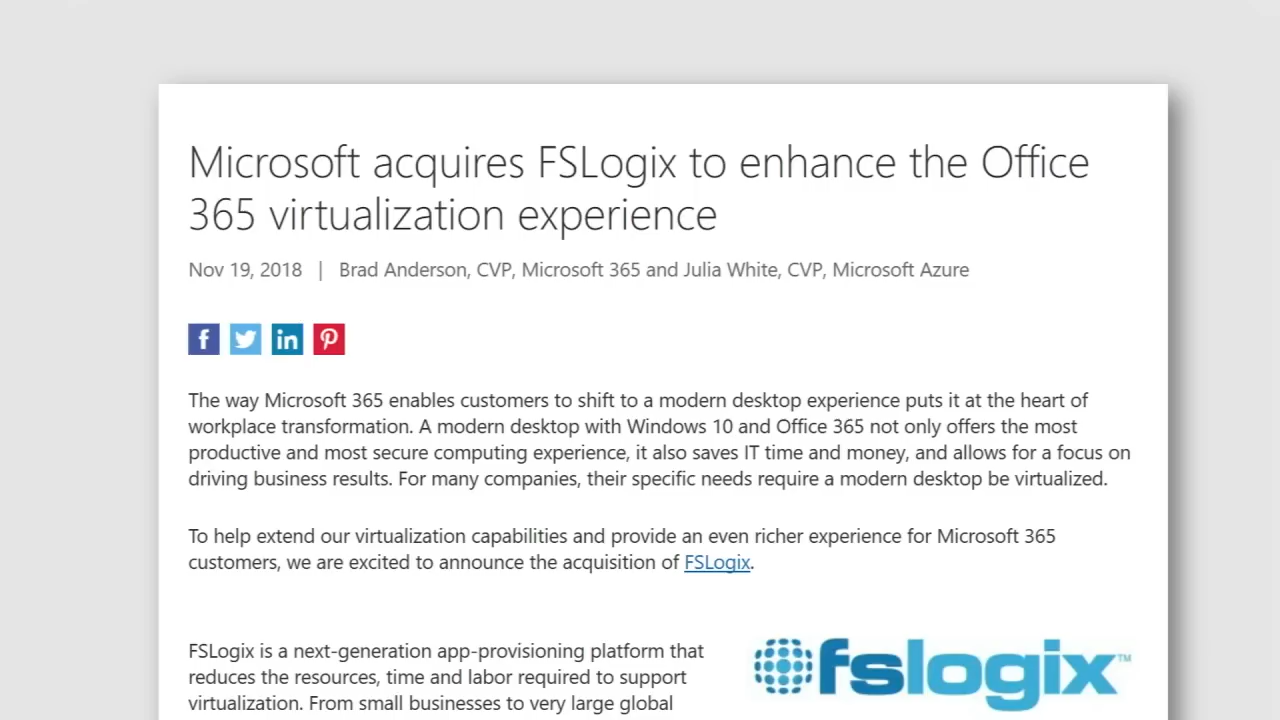 Microsoft acquires FSLogix to enhance the Office
365 virtualization experience
Nov 19, 2018 | Brad Anderson, CVP, Microsoft 365 and Julia White, CVP, Microsoft Azure
f in
The way Microsoft 365 enables customers to shift to a modern desktop experience puts it at the heart of
workplace transformation. A modern desktop with Windows 10 and Office 365 not only offers the most
productive and most secure computing experience, it also saves IT time and money, and allows for a focus on
driving business results. For many companies, their specific needs require a modern desktop be virtualized.
To help extend our virtualization capabilities and provide an even richer experience for Microsoft 365
customers, we are excited to announce the acquisition of FSLogix.
FSLogix is a next-generation app-provisioning platform that
reduces the resources, time and labor required to support
virtualization. From small businesses to very large global
fslogix™